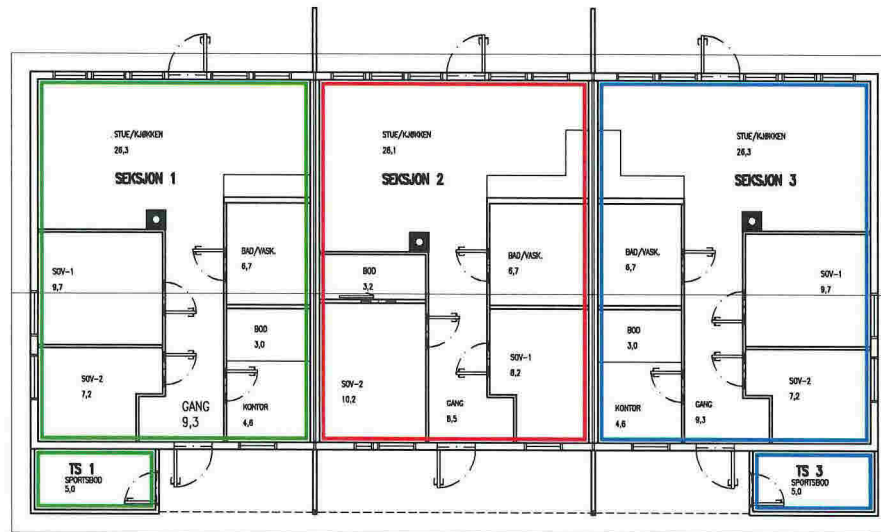 STUE/KJØKKEN
26,3
SEKSJON 1
BAD/VASK.
6,7
SOV-1
9,7
BOD
3,0
SOV-2
7,2
GANG
9,3
KONTOR
4,6
TS 1
SPORTSBOD
5,0
STUE/KJØKKEN
26,1
SEKSJON 2
BOD
3,2
BAD/VASK.
6,7
SOV-1
8,2
SOV-2
10,2
GANG
8,5
STUE/KJØKKEN
26,3
SEKSJON 3
BAD/VASK.
6,7
SOV-1
9,7
BOD
3,0
SOV-2
7,2
KONTOR
4,6
GANG
9,3
TS 3
SPORTSBOD
5,0